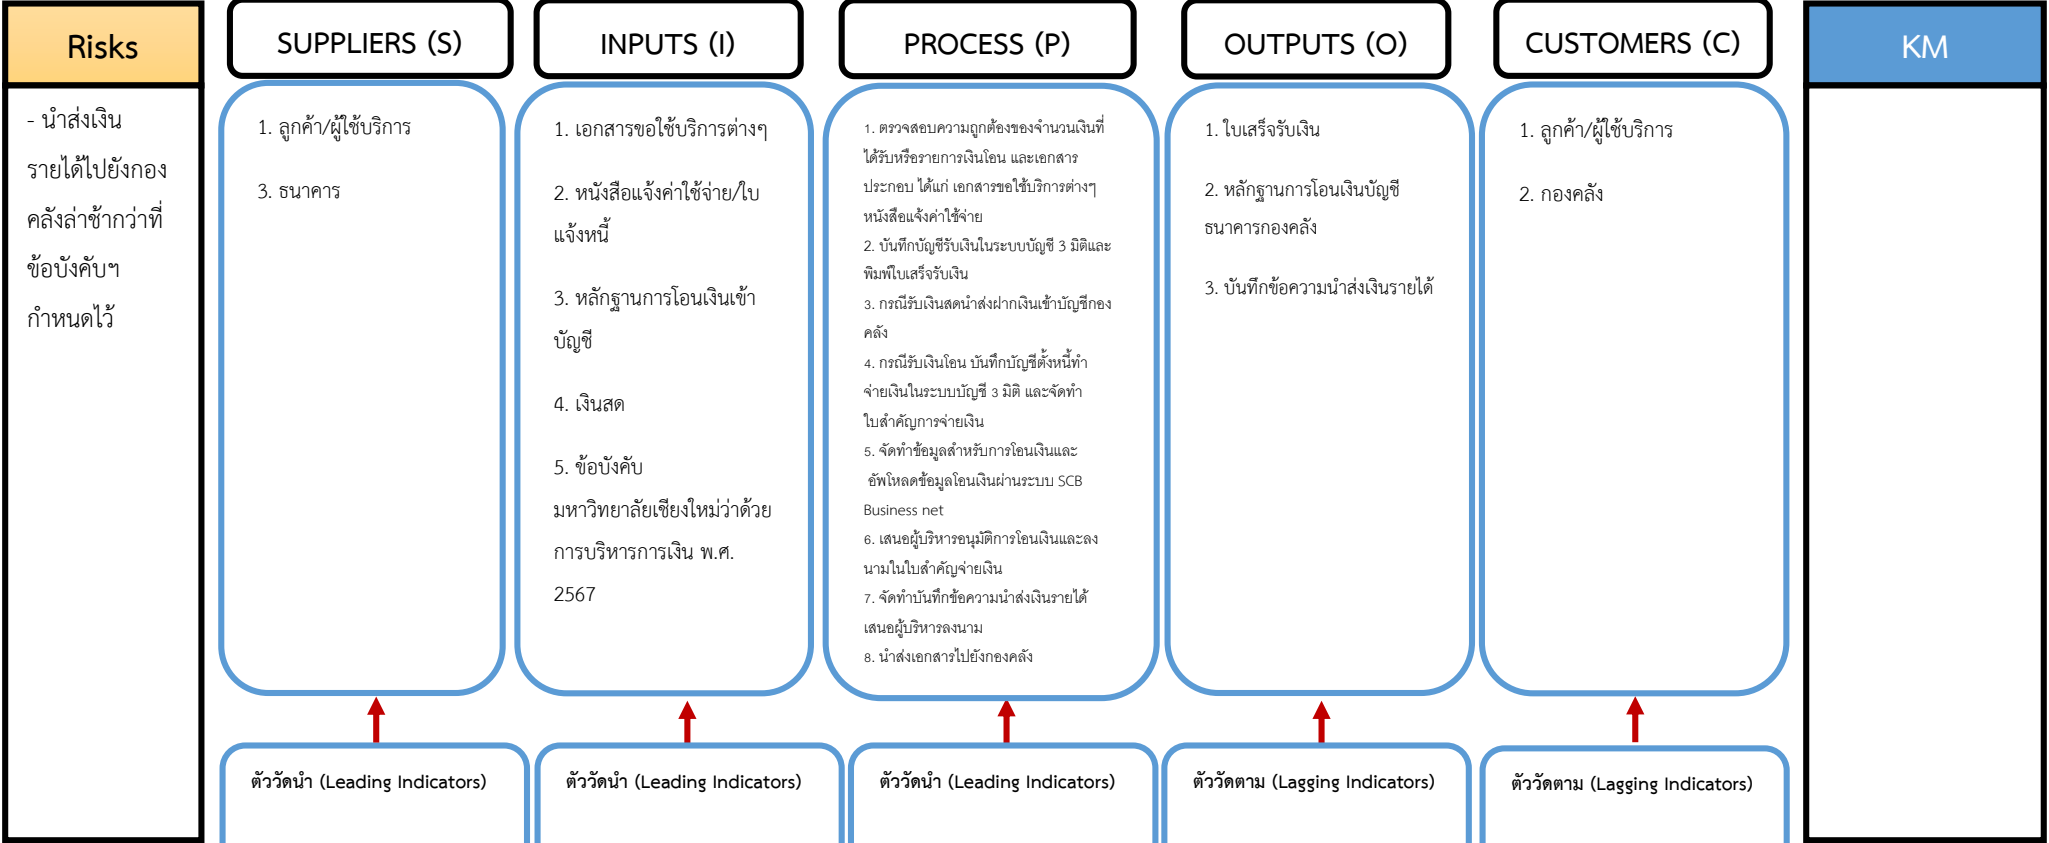 Risks
- นำส่งเงิน
รายได้ไปยังกอง
คลังล่าช้ากว่าที่
ข้อบังคับฯ
กำหนดไว้
SUPPLIERS (S)
1. ลูกค้า/ผู้ใช้บริการ
3. ธนาคาร
ตัววัดนำ (Leading Indicators)
INPUTS (I)
1. เอกสารขอใช้บริการต่างๆ
2. หนังสือแจ้งค่าใช้จ่าย/ใบ
แจ้งหนี้
3. หลักฐานการโอนเงินเข้า
บัญชี
4. เงินสด
5. ข้อบังคับ
มหาวิทยาลัยเชียงใหม่ว่าด้วย
การบริหารการเงิน พ.ศ.
2567
ตัววัดนำ (Leading Indicators)
PROCESS (P)
1. ตรวจสอบความถูกต้องของจำนวนเงินที่
ได้รับหรือรายการเงินโอน และเอกสาร
ประกอบ ได้แก่ เอกสารขอใช้บริการต่างๆ
หนังสือแจ้งค่าใช้จ่าย
2. บันทึกบัญชีรับเงินในระบบบัญชี 3 มิติและ
พิมพ์ใบเสร็จรับเงิน
3. กรณีรับเงินสดนำส่งฝากเงินเข้าบัญชีกอง
คลัง
4. กรณีรับเงินโอน บันทึกบัญชีตั้งหนี้ทำ
จ่ายเงินในระบบบัญชี 3 มิติ และจัดทำ
ใบสำคัญการจ่ายเงิน
5. จัดทำข้อมูลสำหรับการโอนเงินและ
อัพโหลดข้อมูลโอนเงินผ่านระบบ SCB
Business net
6. เสนอผู้บริหารอนุมัติการโอนเงินและลง
นามในใบสำคัญจ่ายเงิน
7. จัดทำบันทึกข้อความนำส่งเงินรายได้
เสนอผู้บริหารลงนาม
8. นำส่งเอกสารไปยังกองคลัง
ตัววัดนำ (Leading Indicators)
OUTPUTS (O)
1. ใบเสร็จรับเงิน
2. หลักฐานการโอนเงินบัญชี
ธนาคารกองคลัง
3. บันทึกข้อความนำส่งเงินรายได้
ตัววัดตาม (Lagging Indicators)
CUSTOMERS (C)
1. ลูกค้า/ผู้ใช้บริการ
2. กองคลัง
ตัววัดตาม (Lagging Indicators)
KM